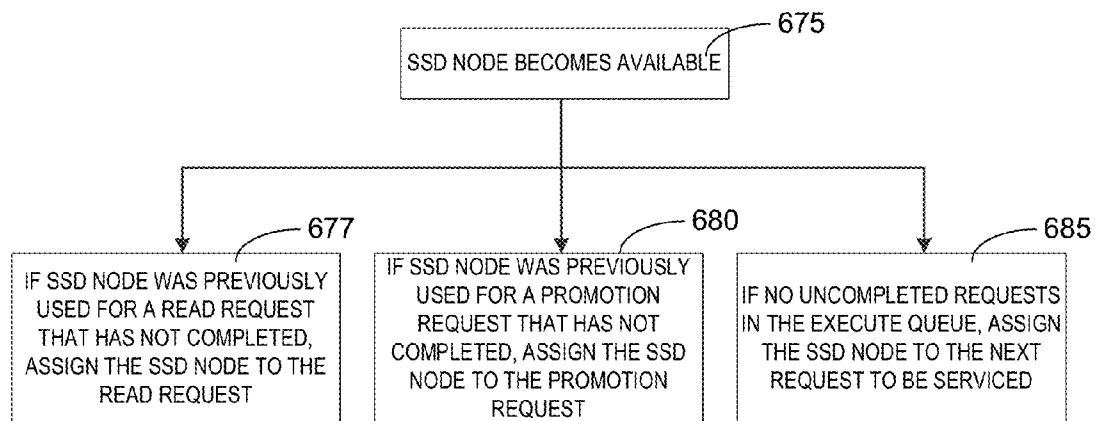 675
SSD NODE BECOMES AVAILABLE
677
IF SSD NODE WAS PREVIOUSLY
USED FOR A READ REQUEST
THAT HAS NOT COMPLETED,
ASSIGN THE SSD NODE TO THE
READ REQUEST
680
IF SSD NODE WAS PREVIOUSLY
USED FOR A PROMOTION
REQUEST THAT HAS NOT
COMPLETED, ASSIGN THE SSD
NODE TO THE PROMOTION
REQUEST
685
IF NO UNCOMPLETED REQUESTS
IN THE EXECUTE QUEUE, ASSIGN
THE SSD NODE TO THE NEXT
REQUEST TO BE SERVICED